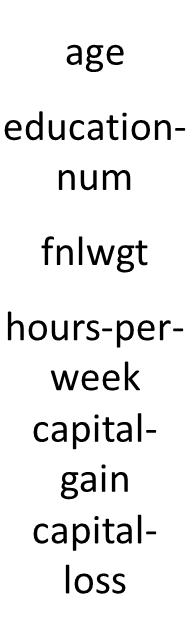 age
education-
num
fnlwgt
hours-per-
week
capital-
gain
capital-
loss